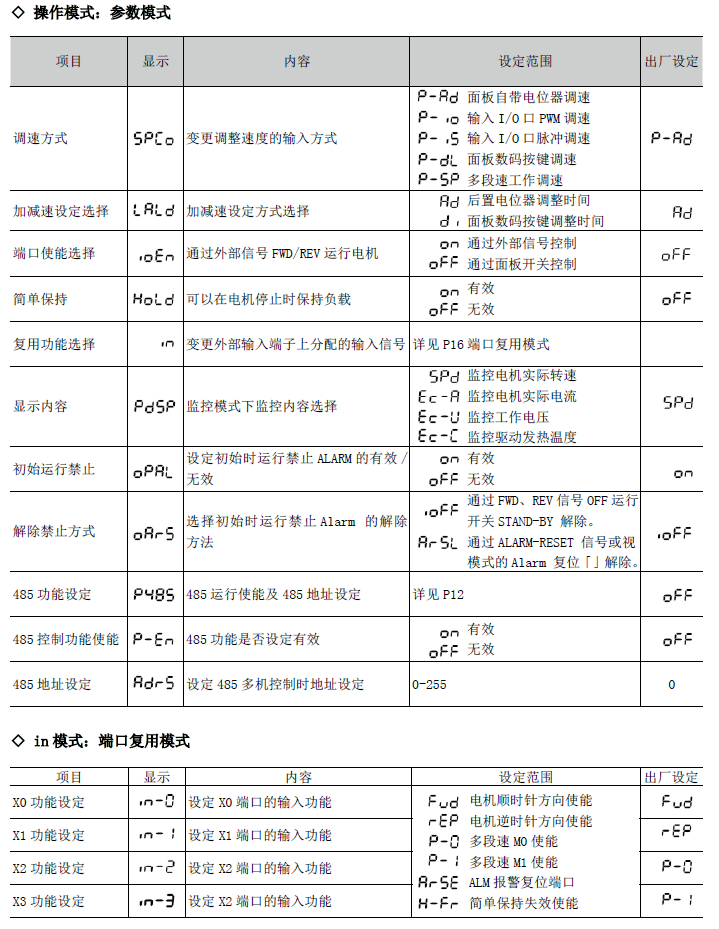 ◇ 操作模式：参数模式
项目 显示 内容 设定范围 出厂设定
调速方式 SPCo 变更调整速度的输入方式 P-Ad
P-Ad 面板自带电位器调速
P-io 输入 I/O 口 PWM 调速
P-iS 输入 I/O 口脉冲调速
P-dL 面板数码按键调速
P-SP 多段速工作调速
加减速设定选择 LALd 加减速设定方式选择 Ad
Ad 后置电位器调整时间
di 面板数码按键调整时间
端口使能选择 ioEn 通过外部信号 FWD/REV 运行电机 oFF
on 通过外部信号控制
oFF 通过面板开关控制
简单保持 HoLd 可以在电机停止时保持负载 oFF
on 有效
oFF 无效
复用功能选择 in 变更外部输入端子上分配的输入信号 详见 P16 端口复用模式
显示内容 PdSP 监控模式下监控内容选择 SPd
SPd 监控电机实际转速
Ec-A 监控电机实际电流
Ec-U 监控工作电压
Ec-C 监控驱动发热温度
初始运行禁止 oPAL 设定初始时运行禁止 ALARM 的有效 /
无效 on
on 有效
oFF 无效
解除禁止方式 oArS 选择初始时运行禁止 Alarm 的解除
方法 ioFF
ioFF 通过 FWD、REV 信号 OFF 运行
开关 STAND-BY 解除。
ArSL 通过 ALARM-RESET 信号或视
模式的 Alarm 复位「」解除。
485 功能设定 P485 485 运行使能及 485 地址设定 详见 P12 oFF
485 控制功能使能 P-En 485 功能是否设定有效 oFF
on 有效
oFF 无效
485 地址设定 AdrS 设定 485 多机控制时地址设定 0-255 0
◇ in 模式：端口复用模式
项目 显示 内容 设定范围 出厂设定
X0 功能设定 in-0 设定 X0 端口的输入功能 Fud
X1 功能设定 in-1 设定 X1 端口的输入功能 rEP
X2 功能设定 in-2 设定 X2 端口的输入功能 P-0
X3 功能设定 in-3 设定 X2 端口的输入功能 P-1
Fud 电机顺时针方向使能
rEP 电机逆时针方向使能
P-0 多段速 M0 使能
P-1 多段速 M1 使能
ArSE ALM 报警复位端口
H-Fr 简单保持失效使能